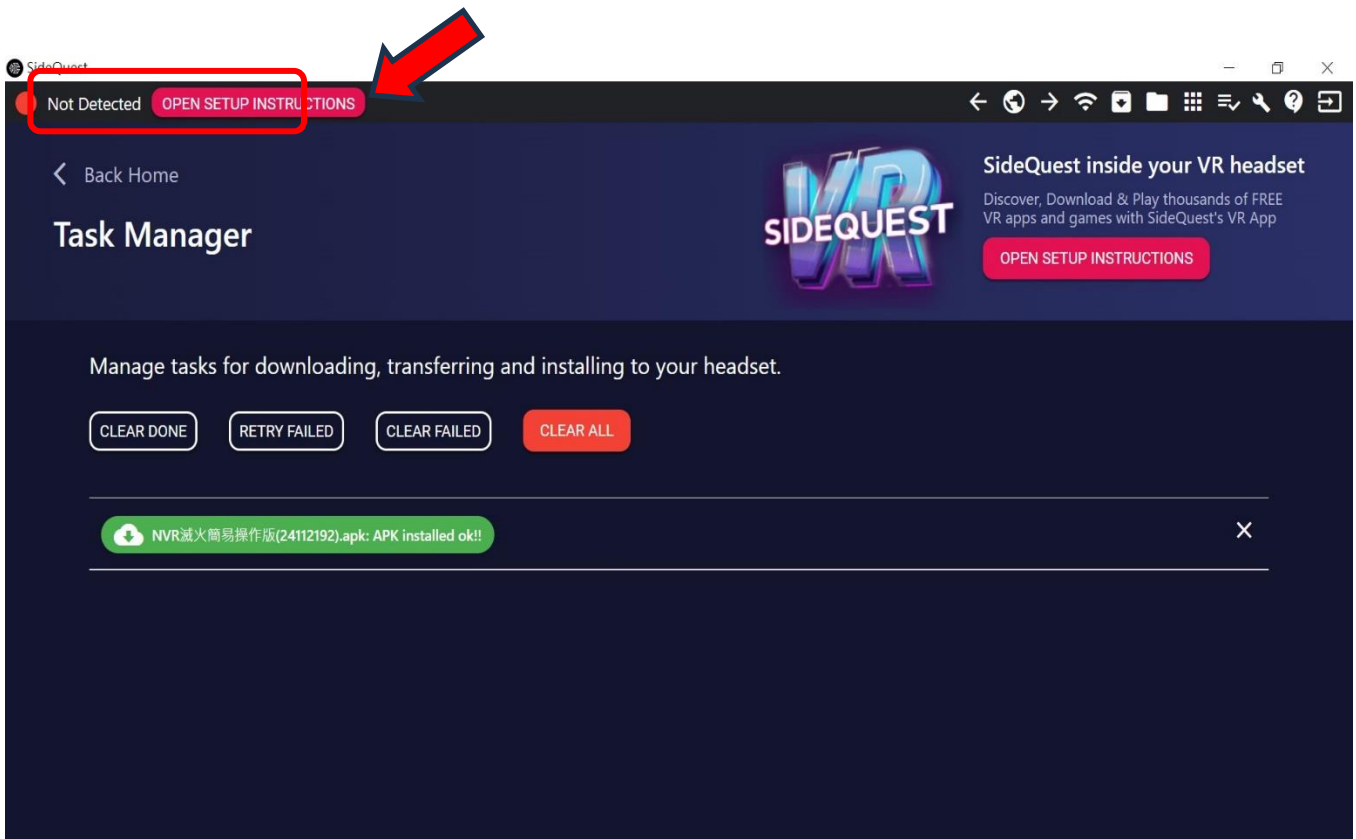 SideQuest
Not Detected OPEN SETUP INSTRUCTIONS
Back Home
Task Manager
VR
SIDEQUEST
SideQuest inside your VR headset
Discover, Download & Play thousands of FREE
VR apps and games with SideQuest's VR App
OPEN SETUP INSTRUCTIONS
Manage tasks for downloading, transferring and installing to your headset.
CLEAR DONE RETRY FAILED CLEAR FAILED CLEAR ALL
NVR滅火簡易操作版(24112192).apk: APK installed ok!!